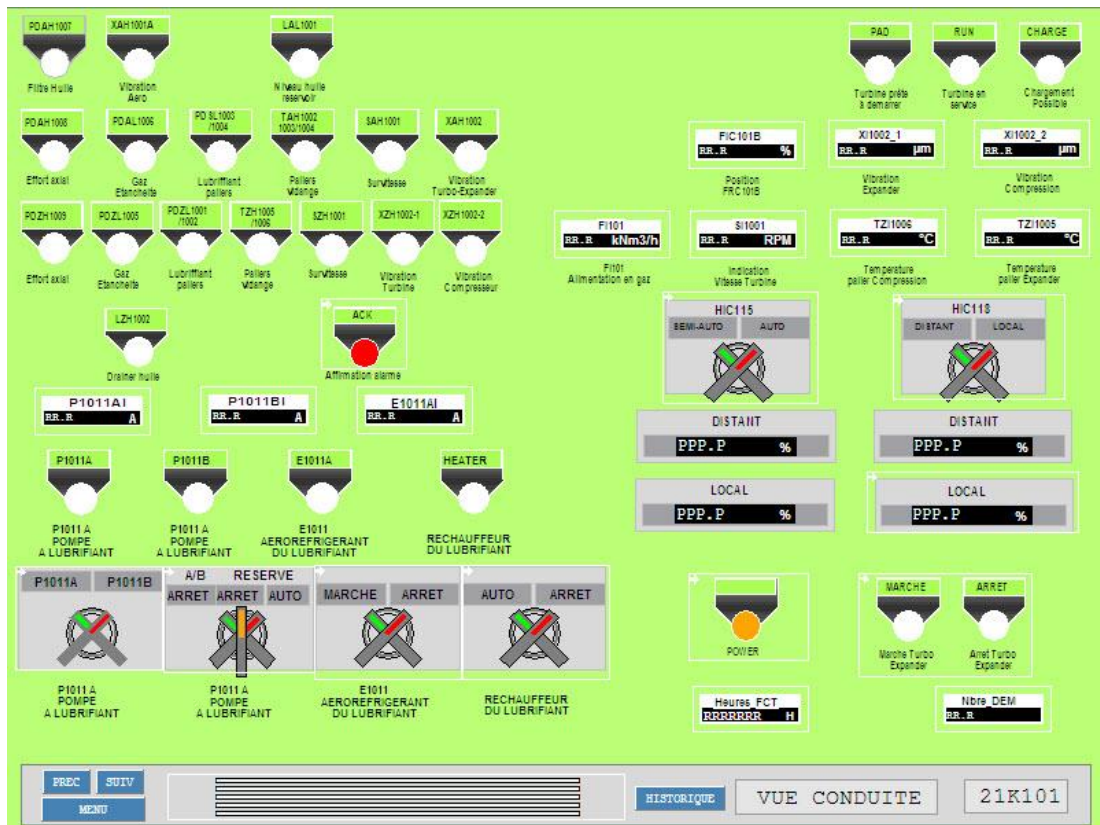 PDAH1007 XAH1001A LAL1001 PAD RUN CHARGE
Filtre Huile Vibration Aero Niveau huile reservoir Turbine prête à demarrer Turbine en service Chargement Possible
PDAH1008 PDAL1006 PDSL1003 /1004 TAH1002 1003/1004 SAH1001 XAH1002
Effort axial Gaz Etancheite Lubriffiant paliers Paliers vidange Survitesse Vibration Turbo-Expander
FIC101B XI1002_1 XI1002_2
RR.R % RR.R µm RR.R µm
Position FRC101B Vibration Expander Vibration Compression
PDZH1009 PDZL1005 PDZL1001 /1002 TZH1005 /1006 SZH1001 XZH1002-1 XZH1002-2
Effort axial Gaz Etancheite Lubriffiant paliers Paliers vidange Survitesse Vibration Turbine Vibration Compresseur
FI101 SI1001 TZI1006 TZI1005
RR.R kNm3/h RR.R RPM RR.R °C RR.R °C
FI101 Alimentation en gaz Indication Vitesse Turbine Temperature palier Compression Temperature palier Expander
LZH1002 ACK
Drainer huile Affirmation alarme
HIC115 HIC118
SEMI-AUTO AUTO DISTANT LOCAL
P1011AI P1011BI E1011AI
RR.R A RR.R A RR.R A
DISTANT DISTANT
PPP.P % PPP.P %
P1011A P1011B E1011A HEATER
LOCAL LOCAL
PPP.P % PPP.P %
P1011 A POMPE A LUBRIFIANT P1011 A POMPE A LUBRIFIANT E1011 AEROREFRIGERANT DU LUBRIFIANT RECHAUFFEUR DU LUBRIFIANT
P1011A P1011B A/B RESERVE
ARRET ARRET AUTO MARCHE ARRET AUTO ARRET
MARCHE ARRET
POWER Marche Turbo Expander Arret Turbo Expander
P1011 A POMPE A LUBRIFIANT P1011 A POMPE A LUBRIFIANT E1011 AEROREFRIGERANT DU LUBRIFIANT RECHAUFFEUR DU LUBRIFIANT
Heures_FCT Nbre_DEM
RRRRRRR H RR.R
PREC SUIV
MENU
HISTORIQUE VUE CONDUITE 21K101